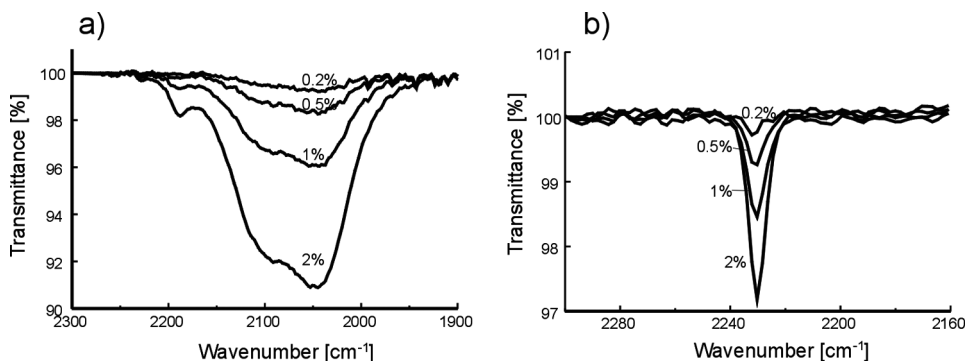 a)
Transmittance [%]
100
98
96
94
92
90
0.2%
0.5%
1%
2%
2300 2200 2100 2000 1900
Wavenumber [cm⁻¹]
b)
Transmittance [%]
101
100
99
98
97
0.2%
0.5%
1%
2%
2280 2240 2200 2160
Wavenumber [cm⁻¹]